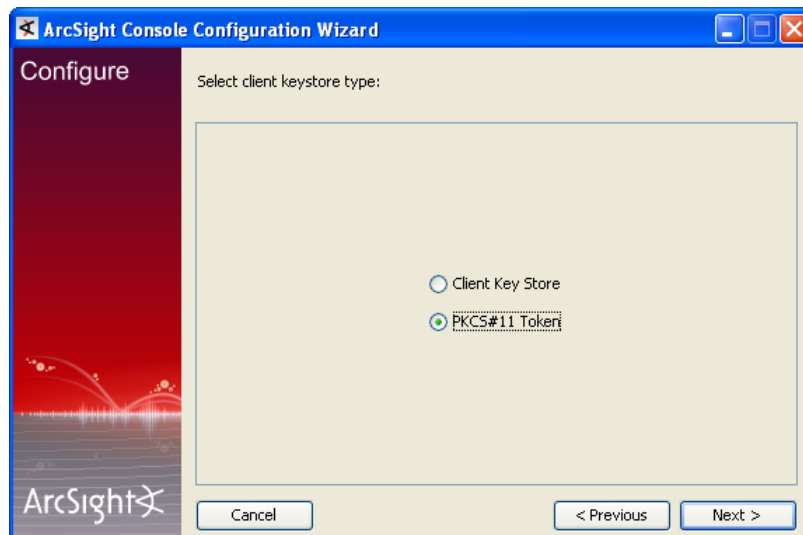 ArcSight Console Configuration Wizard
Configure
Select client keystore type:
Client Key Store
PKCS#11 Token
ArcSight
Cancel
< Previous
Next >